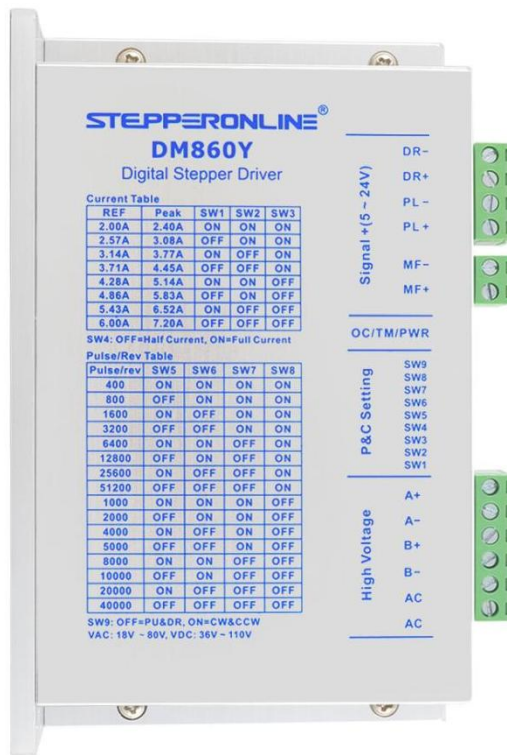 STEPPERONLINE®
DM860Y
Digital Stepper Driver
Current Table
REF Peak SW1 SW2 SW3
2.00A 2.40A ON ON ON
2.57A 3.08A OFF ON ON
3.14A 3.77A ON OFF ON
3.71A 4.45A OFF OFF ON
4.28A 5.14A ON ON OFF
4.86A 5.83A OFF ON OFF
5.43A 6.52A ON OFF OFF
6.00A 7.20A OFF OFF OFF
SW4: OFF=Half Current, ON=Full Current
Pulse/Rev Table
Pulse/rev SW5 SW6 SW7 SW8
400 ON ON ON ON
800 OFF ON ON ON
1600 ON OFF ON ON
3200 OFF OFF ON ON
6400 ON ON OFF ON
12800 OFF ON OFF ON
25600 ON OFF OFF ON
51200 OFF OFF OFF ON
1000 ON ON ON OFF
2000 OFF ON ON OFF
4000 ON OFF ON OFF
5000 OFF OFF ON OFF
8000 ON ON OFF OFF
10000 OFF ON OFF OFF
20000 ON OFF OFF OFF
40000 OFF OFF OFF OFF
SW9: OFF=PU&DR, ON=CW&CCW
VAC: 18V ~ 80V, VDC: 36V ~ 110V
Signal +(5 ~ 24V)
DR-
DR+
PL-
PL+
MF-
MF+
OC/TM/PWR
P&C Setting
SW9
SW8
SW7
SW6
SW5
SW4
SW3
SW2
SW1
High Voltage
A+
A-
B+
B-
AC
AC